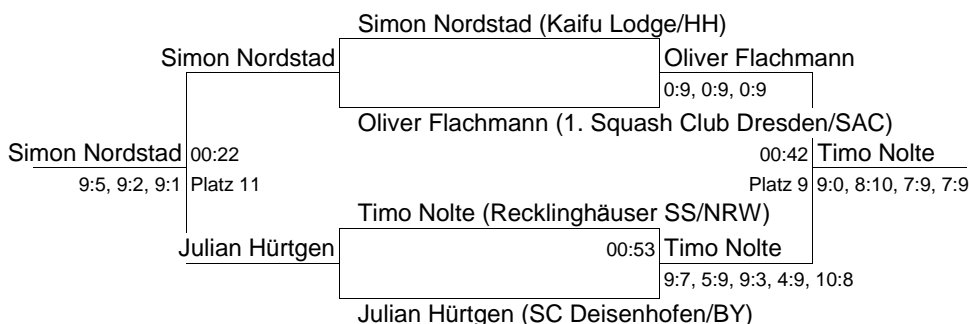 Simon Nordstad (Kaifu Lodge/HH)
Simon Nordstad
Oliver Flachmann
0:9, 0:9, 0:9
Oliver Flachmann (1. Squash Club Dresden/SAC)
Simon Nordstad 00:22
00:42 Timo Nolte
9:5, 9:2, 9:1 Platz 11
Platz 9 9:0, 8:10, 7:9, 7:9
Timo Nolte (Recklinghäuser SS/NRW)
Julian Hürtgen
00:53 Timo Nolte
9:7, 5:9, 9:3, 4:9, 10:8
Julian Hürtgen (SC Deisenhofen/BY)